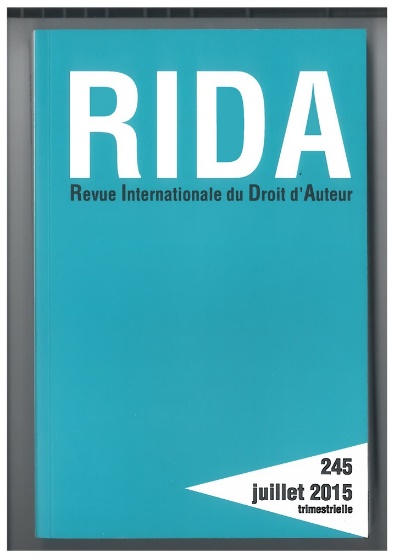 RIDA
Revue Internationale du Droit d'Auteur
245
juillet 2015
trimestrielle